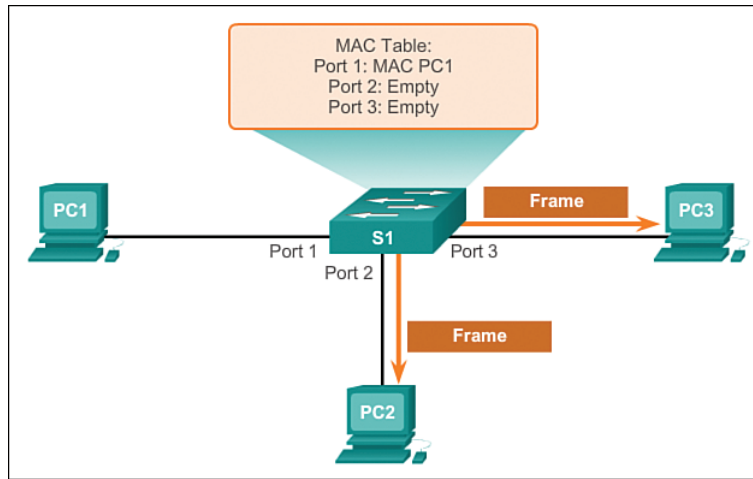 MAC Table:
Port 1: MAC PC1
Port 2: Empty
Port 3: Empty
PC1
Frame
PC3
S1
Port 1
Port 3
Port 2
Frame
PC2